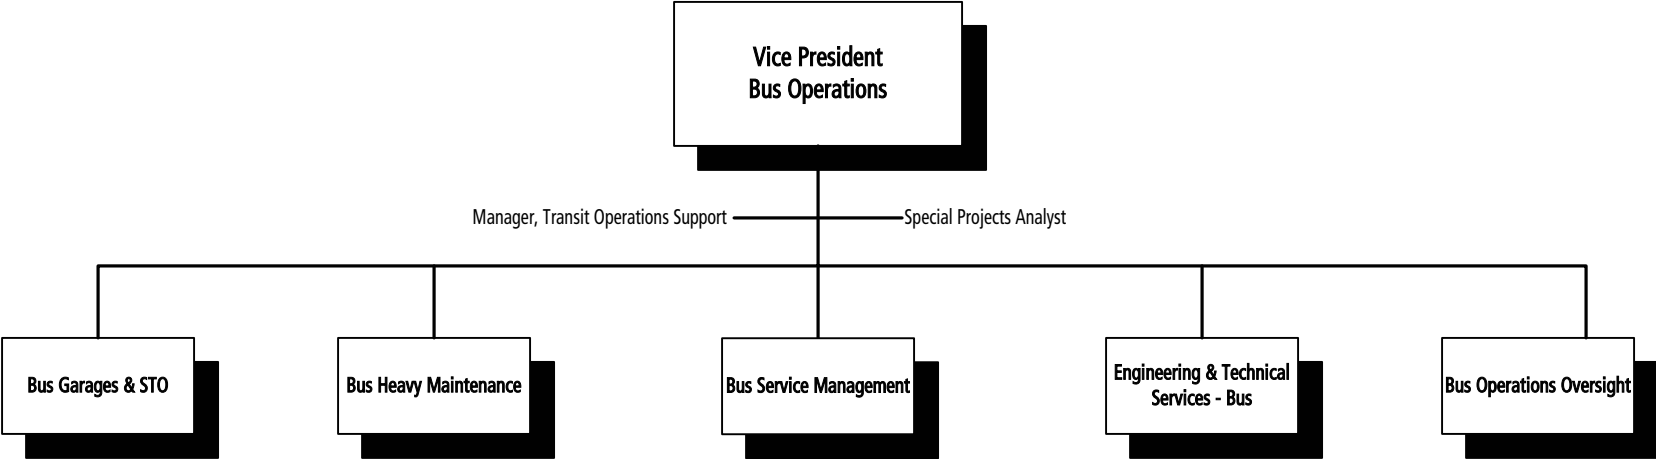 Vice President
Bus Operations
Manager, Transit Operations Support
Special Projects Analyst
Bus Garages & STO
Bus Heavy Maintenance
Bus Service Management
Engineering & Technical
Services - Bus
Bus Operations Oversight